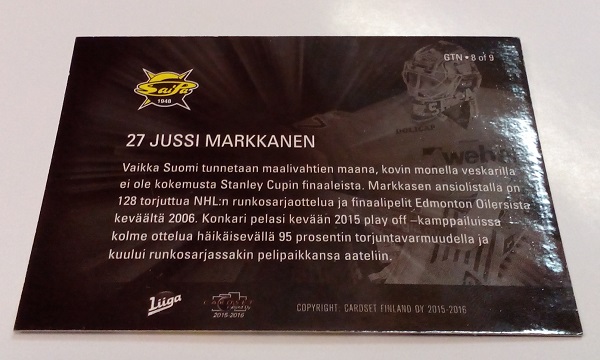 GTN • 8 of 9
SaiPa
1948
27 JUSSI MARKKANEN
Vaikka Suomi tunnetaan maalivahtien maana, kovin monella veskarilla
ei ole kokemusta Stanley Cupin finaaleista. Markkasen ansiolistalla on
128 torjuttua NHL:n runkosarjaottelua ja finaalipelit Edmonton Oilersista
keväältä 2006. Konkari pelasi kevään 2015 play off –kamppailuissa
kolme ottelua häikäisevällä 95 prosentin torjuntavarmuudella ja
kuului runkosarjassakin pelipaikkansa aateliin.
Liiga
CARDSET
FINLAND
2015-2016
COPYRIGHT: CARDSET FINLAND OY 2015-2016